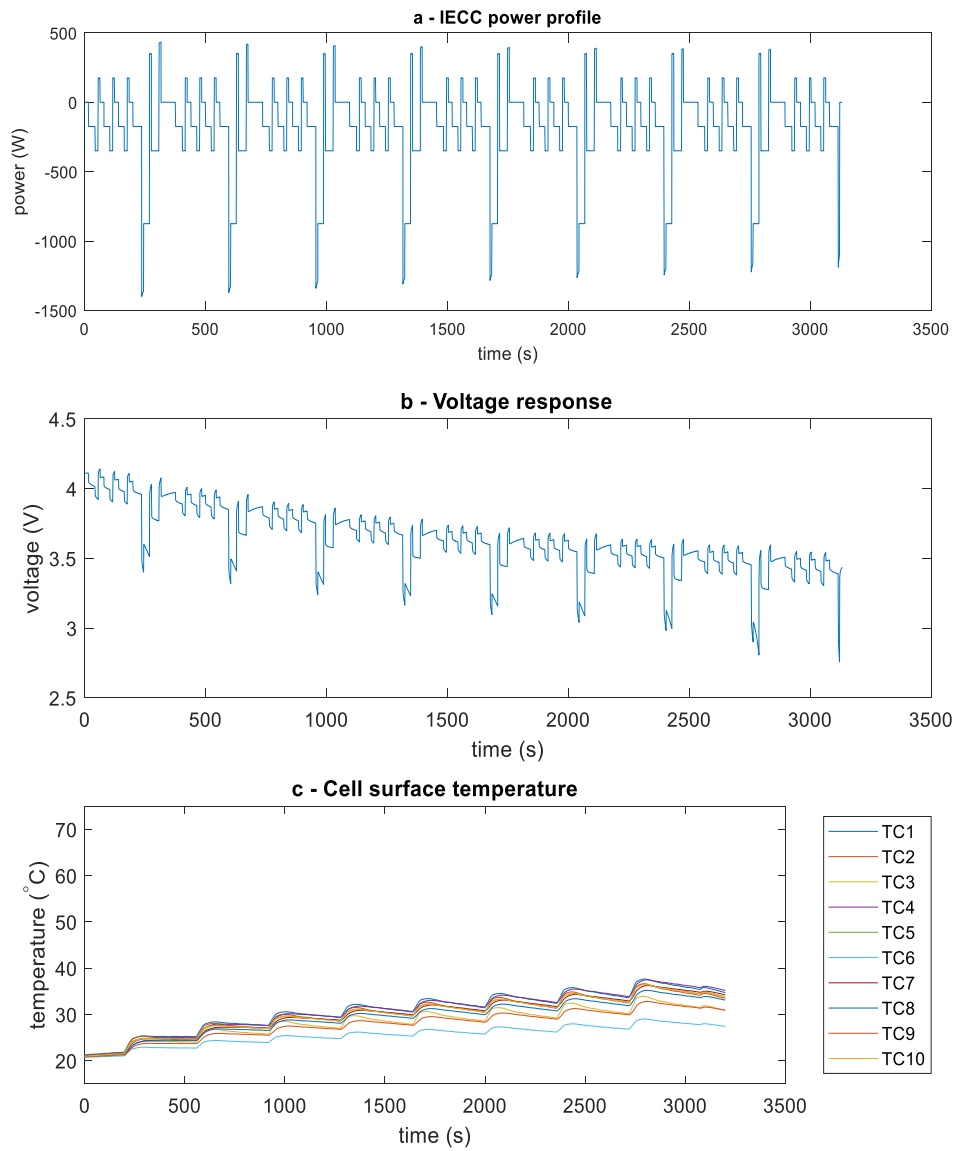 a - IECC power profile
500
0
-500
-1000
-1500
power (W)
0 500 1000 1500 2000 2500 3000 3500
time (s)
b - Voltage response
4.5
4
3.5
3
2.5
voltage (V)
0 500 1000 1500 2000 2500 3000 3500
time (s)
c - Cell surface temperature
70
60
50
40
30
20
temperature (°C)
0 500 1000 1500 2000 2500 3000 3500
time (s)
TC1
TC2
TC3
TC4
TC5
TC6
TC7
TC8
TC9
TC10